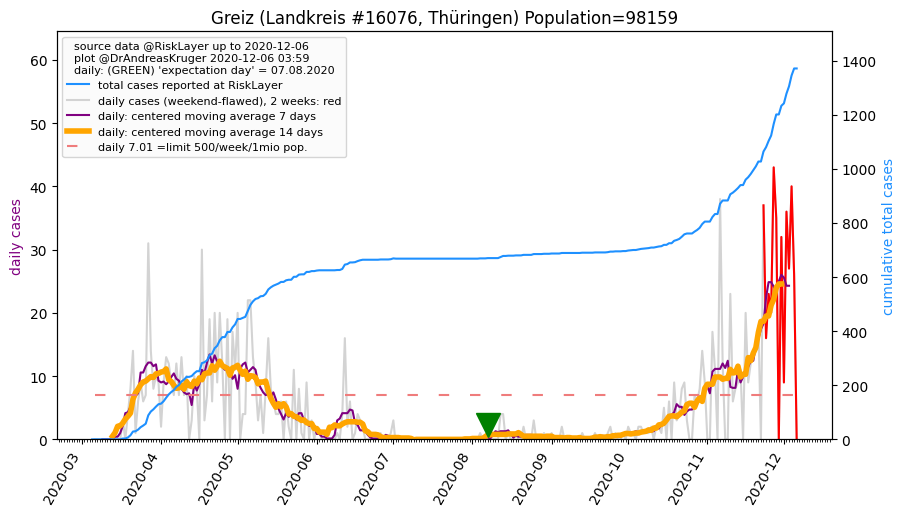 Greiz (Landkreis #16076, Thüringen) Population=98159
source data @RiskLayer up to 2020-12-06
plot @DrAndreasKruger 2020-12-06 03:59
daily: (GREEN) 'expectation day' = 07.08.2020
total cases reported at RiskLayer
daily cases (weekend-flawed), 2 weeks: red
daily: centered moving average 7 days
daily: centered moving average 14 days
daily 7.01 =limit 500/week/1mio pop.
daily cases
60
50
40
30
20
10
0
cumulative total cases
1400
1200
1000
800
600
400
200
0
2020-03
2020-04
2020-05
2020-06
2020-07
2020-08
2020-09
2020-10
2020-11
2020-12